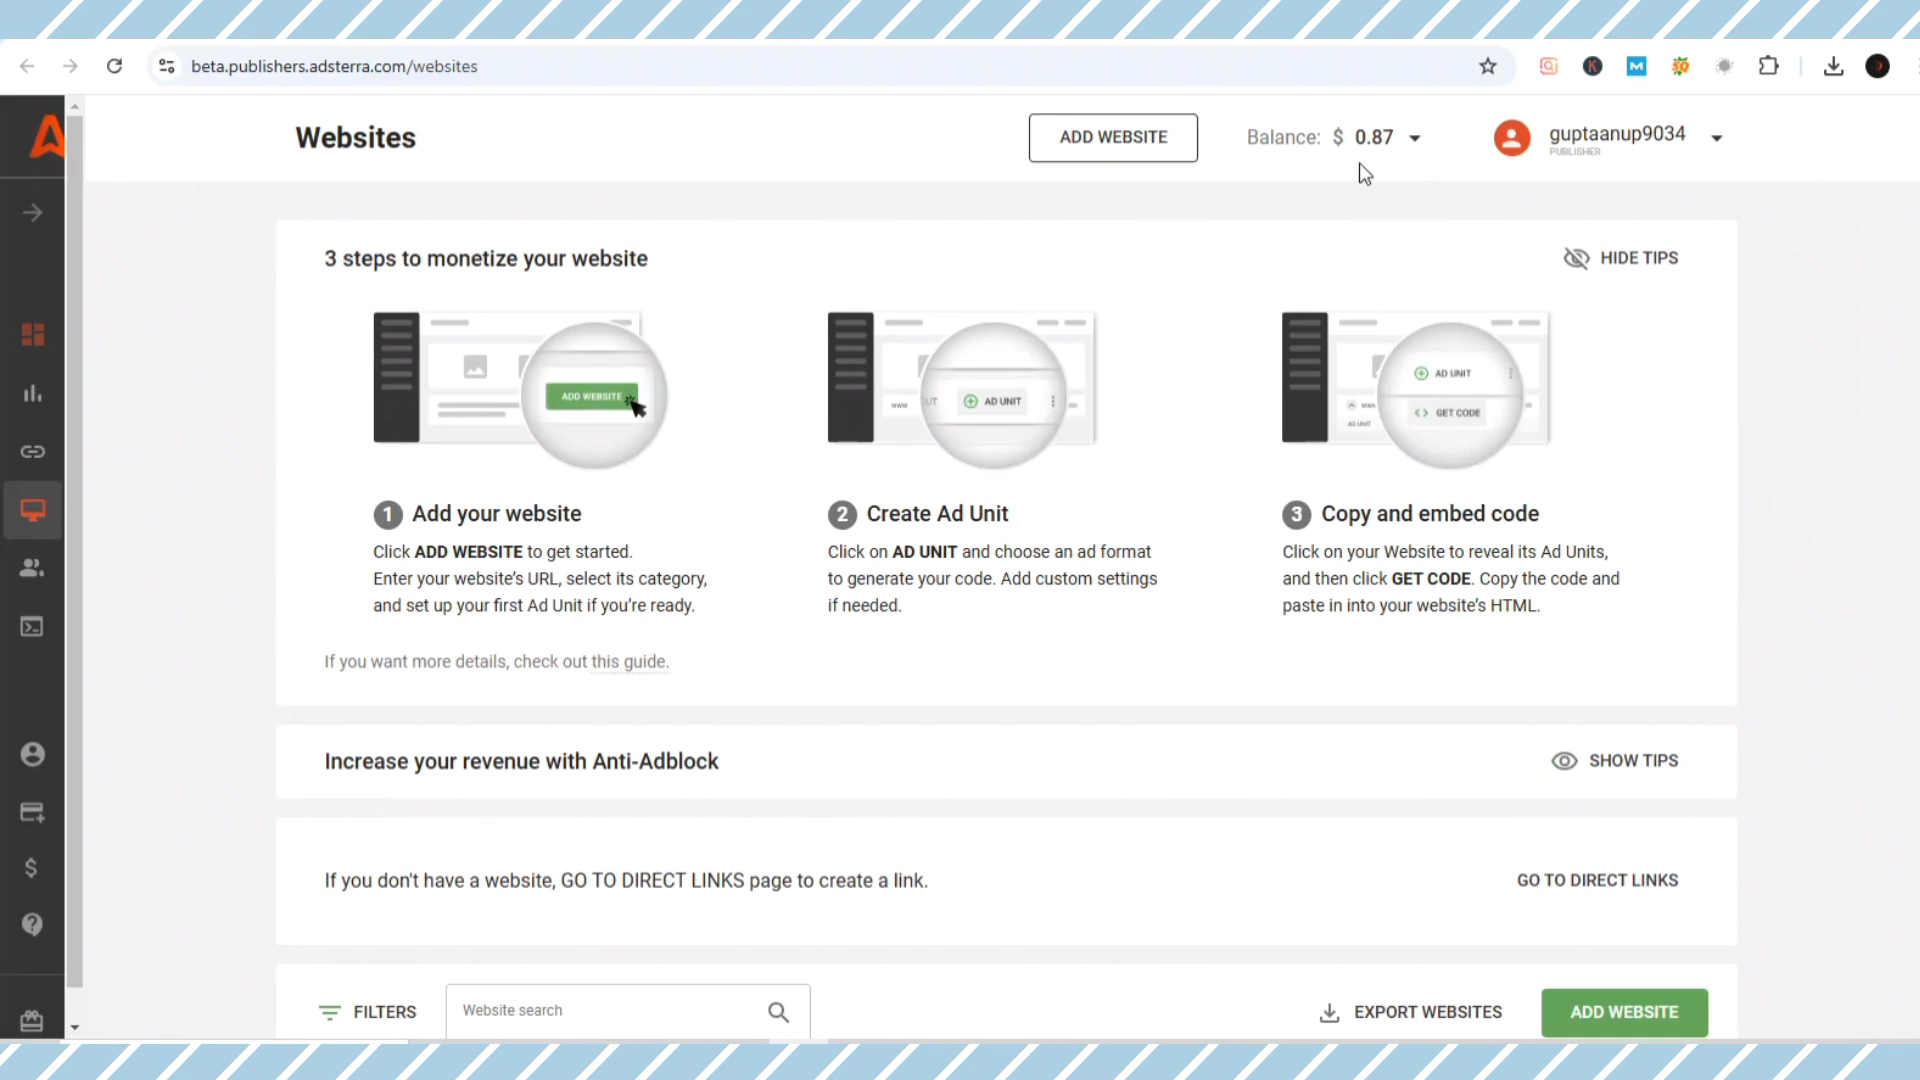 beta.publishers.adsterra.com/websites
Websites
ADD WEBSITE
Balance: $ 0.87
guptaanup9034
PUBLISHER
3 steps to monetize your website
HIDE TIPS
ADD WEBSITE
www
UT
AD UNIT
AD UNIT
GET CODE
AD UNIT
1 Add your website
Click ADD WEBSITE to get started.
Enter your website's URL, select its category,
and set up your first Ad Unit if you're ready.
2 Create Ad Unit
Click on AD UNIT and choose an ad format
to generate your code. Add custom settings
if needed.
3 Copy and embed code
Click on your Website to reveal its Ad Units,
and then click GET CODE. Copy the code and
paste in into your website's HTML.
If you want more details, check out this guide.
Increase your revenue with Anti-Adblock
SHOW TIPS
If you don't have a website, GO TO DIRECT LINKS page to create a link.
GO TO DIRECT LINKS
FILTERS
Website search
EXPORT WEBSITES
ADD WEBSITE